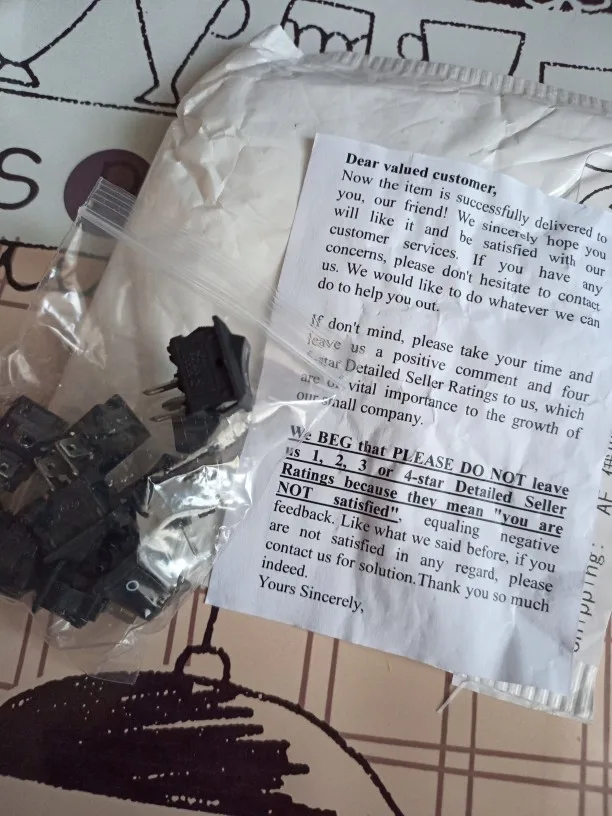 Dear valued customer,
Now the item is successfully delivered to
you, our friend! We sincerely hope you
will like it and be satisfied with our
customer services. If you have any
concerns, please don't hesitate to contact
us. We would like to do whatever we can
do to help you out.
If don't mind, please take your time and
leave us a positive comment and four
-star Detailed Seller Ratings to us, which
are of vital importance to the growth of
our small company.
We BEG that PLEASE DO NOT leave
us 1, 2, 3 or 4-star Detailed Seller
Ratings because they mean "you are
NOT satisfied", equaling negative
feedback. Like what we said before, if you
are not satisfied in any regard, please
contact us for solution.Thank you so much
indeed.
Yours Sincerely,
S